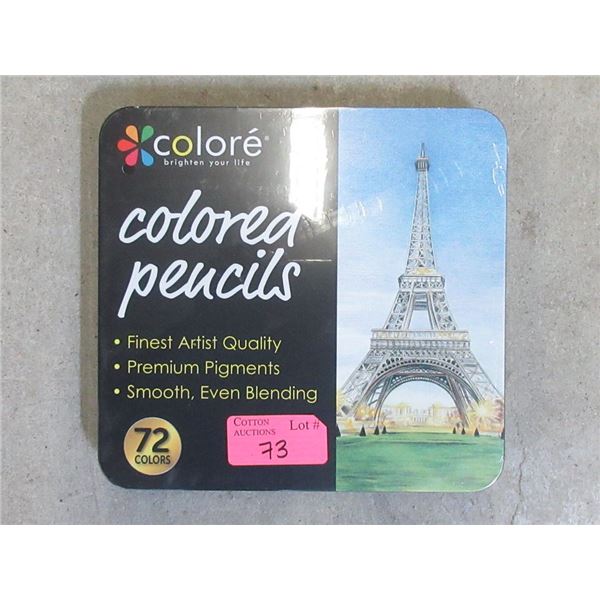 coloré®
brighten your life
colored
pencils
• Finest Artist Quality
• Premium Pigments
• Smooth, Even Blending
72
COLORS
COTTON
AUCTIONS
Lot #
73